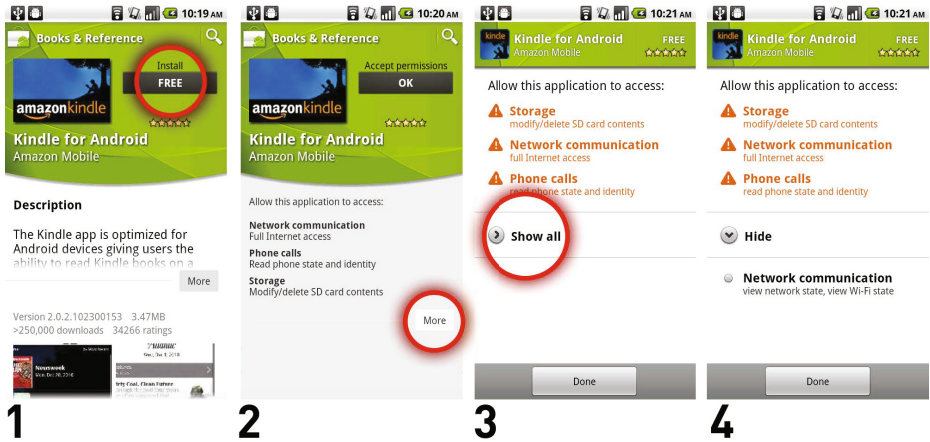 10:19 AM
Books & Reference
Install
FREE
amazonkindle
Kindle for Android
Amazon Mobile
Description
The Kindle app is optimized for
Android devices giving users the
ability to read Kindle books on a
More
Version 2.0.2.102300153 3.47MB
>250,000 downloads 34266 ratings
Newsweek
1
10:20 AM
Books & Reference
Accept permissions
OK
amazonkindle
Kindle for Android
Amazon Mobile
Allow this application to access:
Network communication
Full Internet access
Phone calls
Read phone state and identity
Storage
Modify/delete SD card contents
More
2
10:21 AM
kindle
Kindle for Android
FREE
Amazon Mobile
Allow this application to access:
Storage
modify/delete SD card contents
Network communication
full Internet access
Phone calls
read phone state and identity
Show all
Done
3
10:21 AM
kindle
Kindle for Android
FREE
Amazon Mobile
Allow this application to access:
Storage
modify/delete SD card contents
Network communication
full Internet access
Phone calls
read phone state and identity
Hide
Network communication
view network state, view Wi-Fi state
Done
4